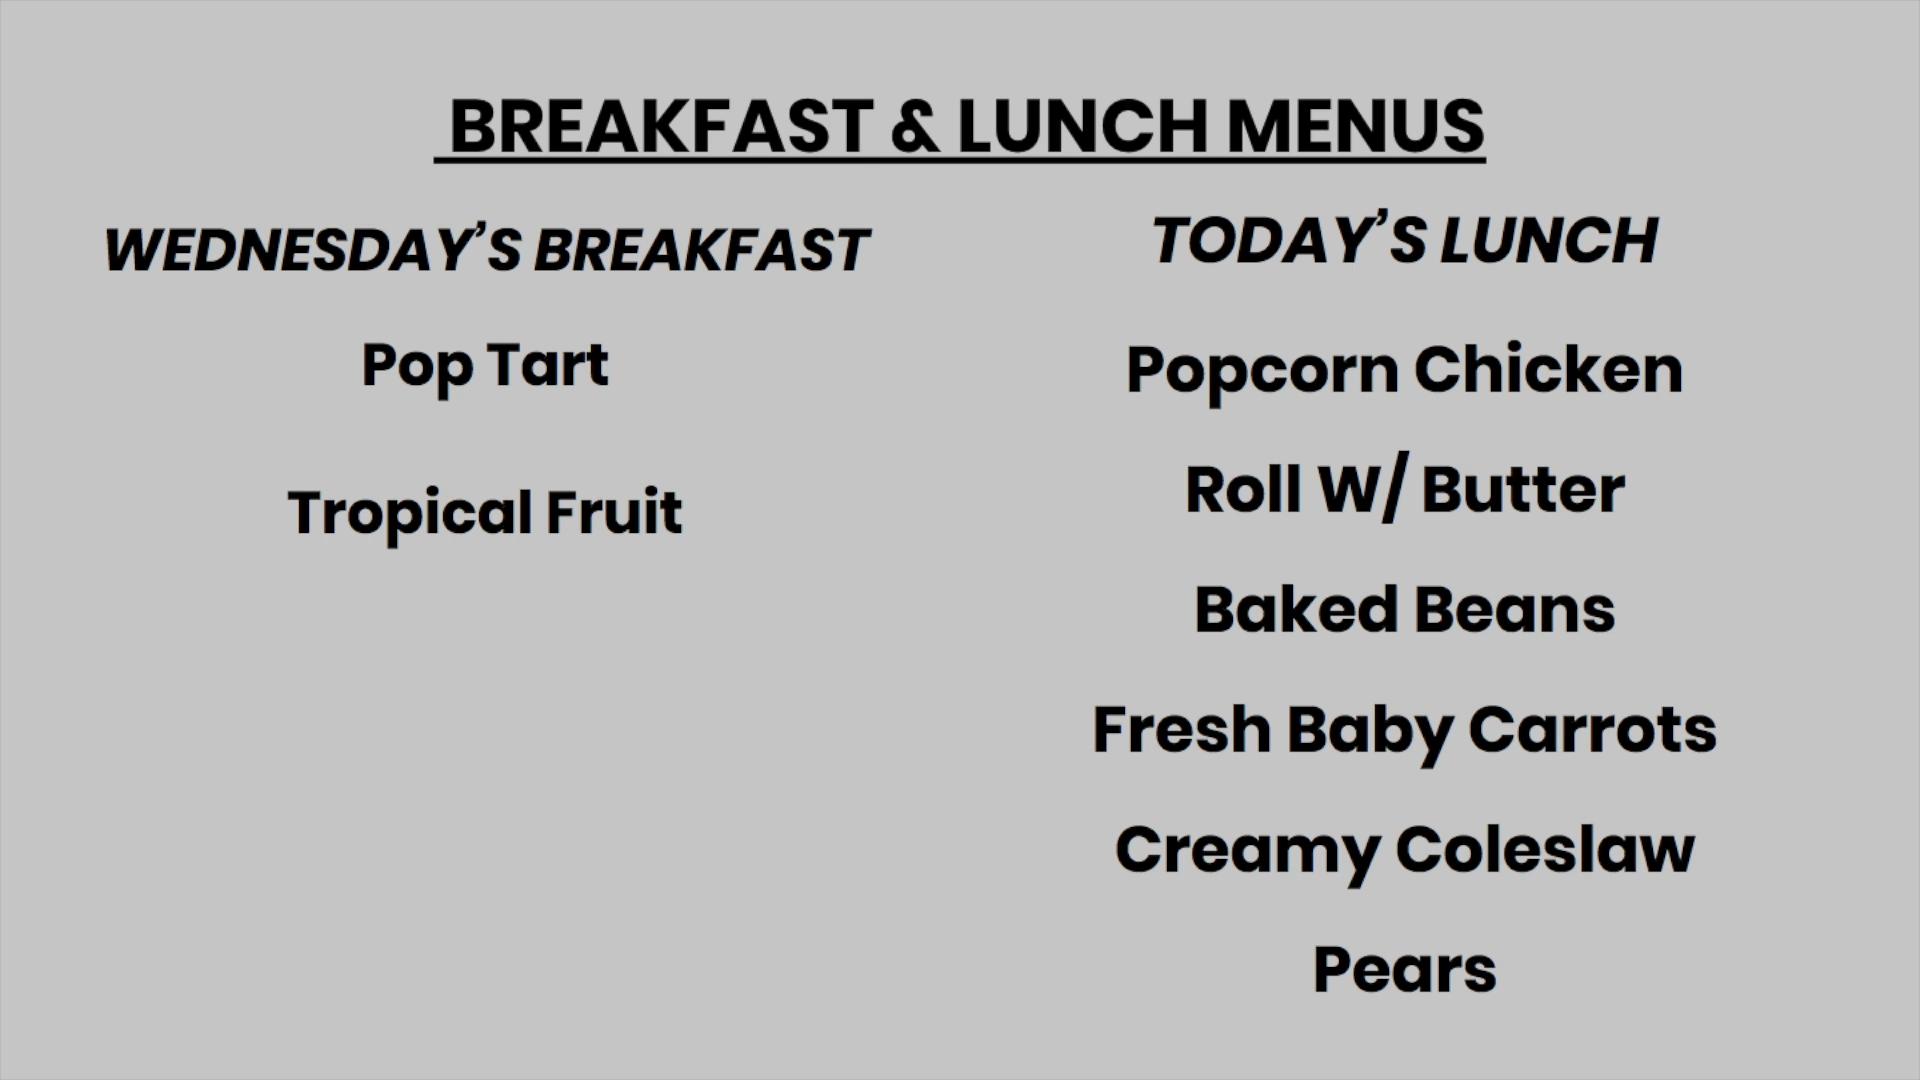 BREAKFAST & LUNCH MENUS
WEDNESDAY’S BREAKFAST
Pop Tart
Tropical Fruit
TODAY’S LUNCH
Popcorn Chicken
Roll W/ Butter
Baked Beans
Fresh Baby Carrots
Creamy Coleslaw
Pears